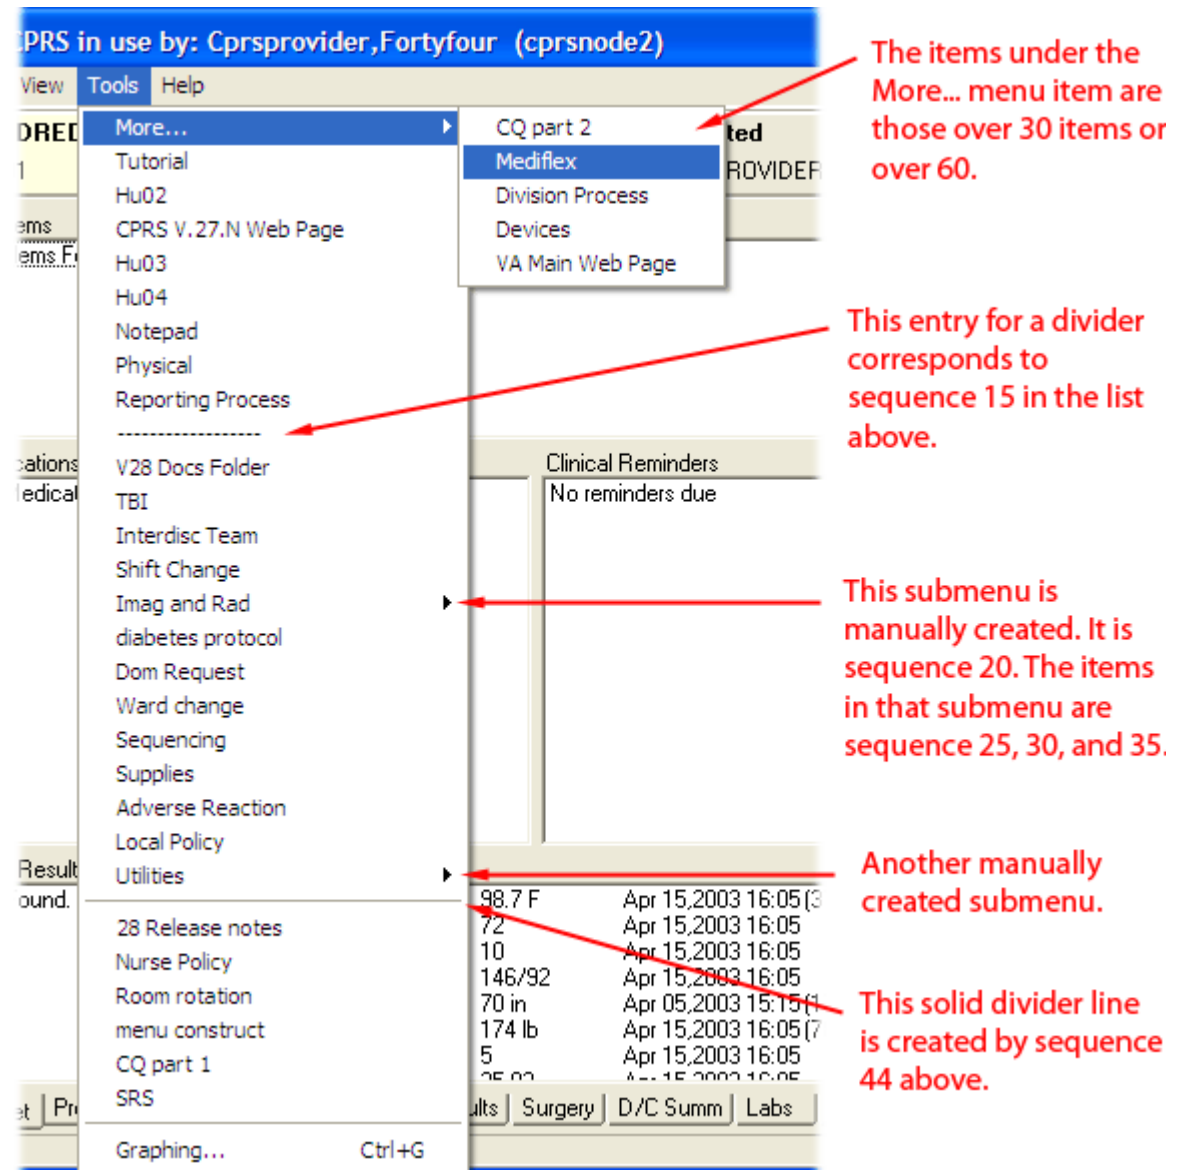 CPRS in use by: Cprsprovider,Fortyfour (cprsnode2)
View Tools Help
The items under the
More... menu item are
those over 30 items or
over 60.
More...
Tutorial
Hu02
CPRS V.27.N Web Page
Hu03
Hu04
Notepad
Physical
Reporting Process
------------------
V28 Docs Folder
TBI
Interdisc Team
Shift Change
Imag and Rad
diabetes protocol
Dom Request
Ward change
Sequencing
Supplies
Adverse Reaction
Local Policy
Utilities
28 Release notes
Nurse Policy
Room rotation
menu construct
CQ part 1
SRS
Graphing... Ctrl+G
CQ part 2
Mediflex
Division Process
Devices
VA Main Web Page
This entry for a divider
corresponds to
sequence 15 in the list
above.
Clinical Reminders
No reminders due
This submenu is
manually created. It is
sequence 20. The items
in that submenu are
sequence 25, 30, and 35.
Another manually
created submenu.
98.7 F Apr 15,2003 16:05
72 Apr 15,2003 16:05
10 Apr 15,2003 16:05
146/92 Apr 15,2003 16:05
70 in Apr 05,2003 15:15
174 lb Apr 15,2003 16:05
5 Apr 15,2003 16:05
This solid divider line
is created by sequence
44 above.
Surgery D/C Summ Labs